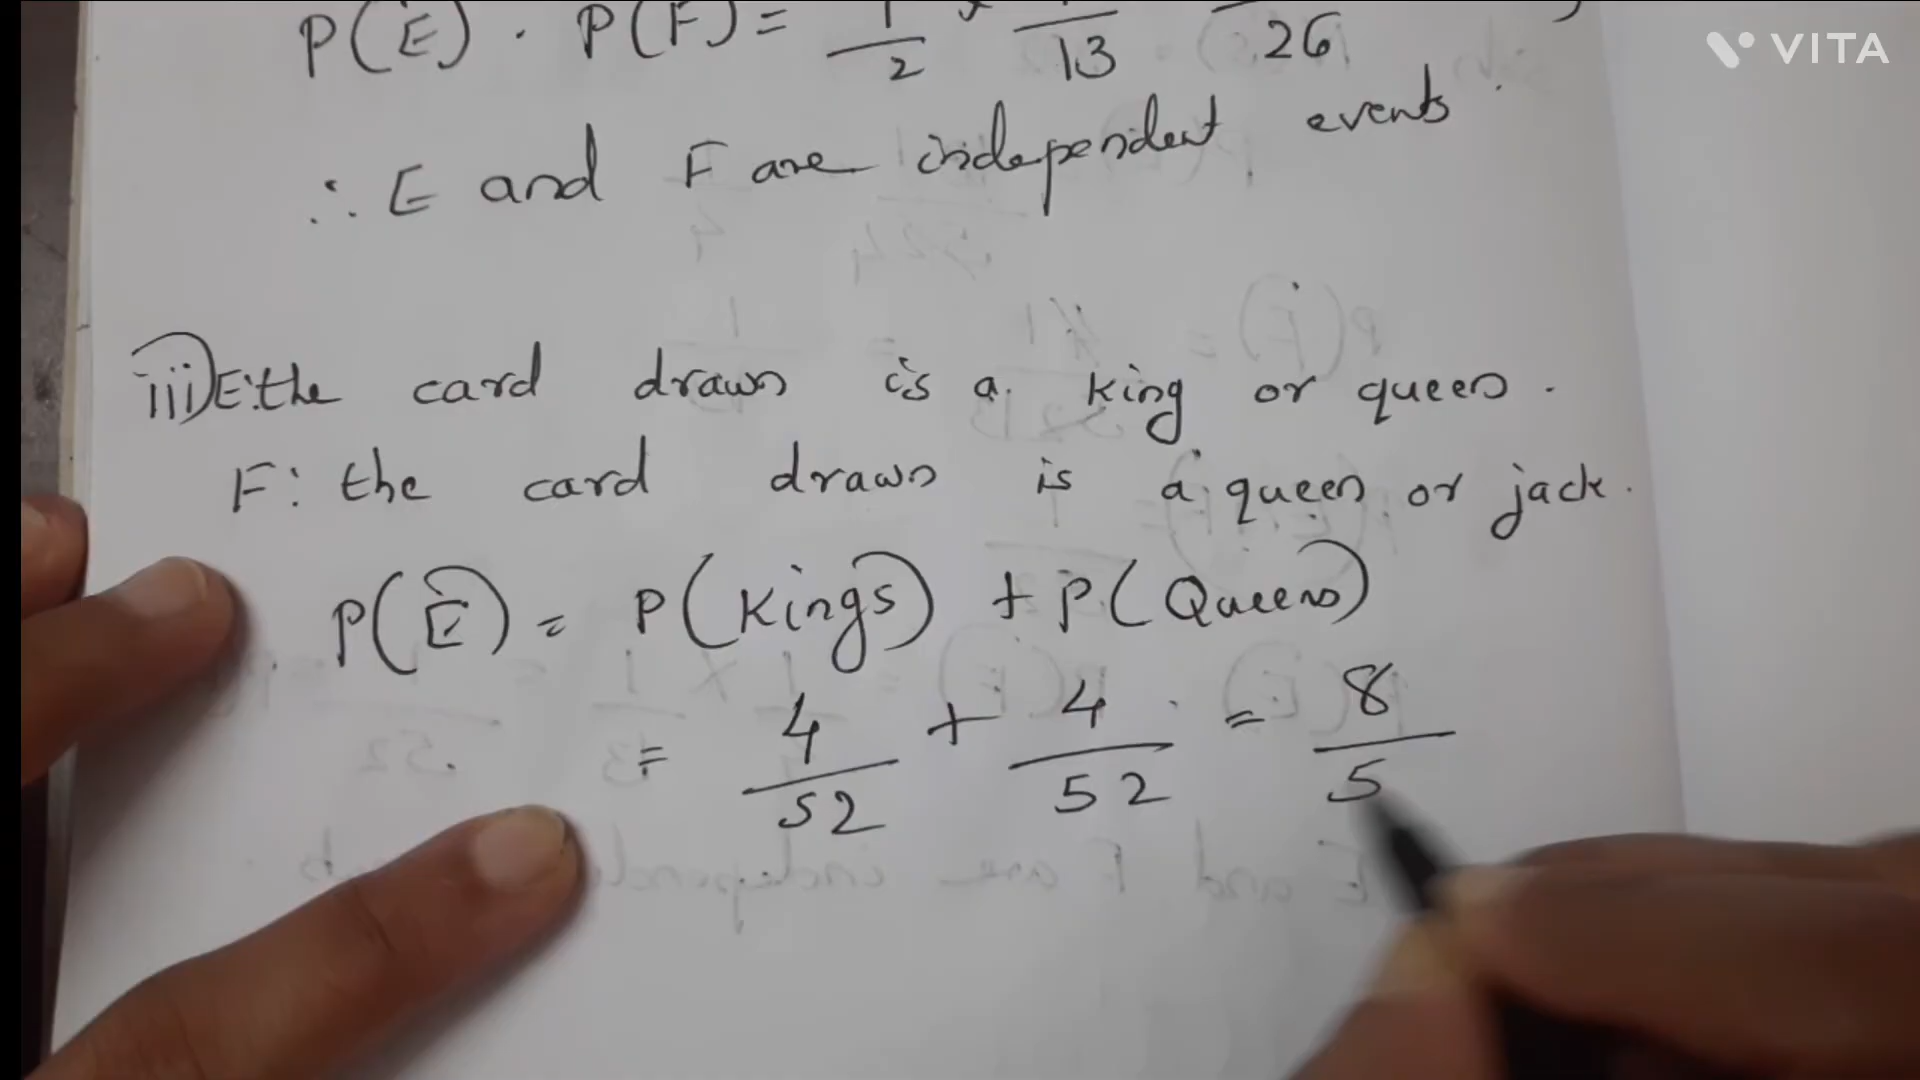 P(E) . P(F) = 1/2 × 1/13 26
VITA
∴ E and F are independent events.
iii) E: the card drawn is a king or queen.
F: the card drawn is a queen or jack.
P(E) = P(Kings) + P(Queens)
= 4/52 + 4/52 = 8/5